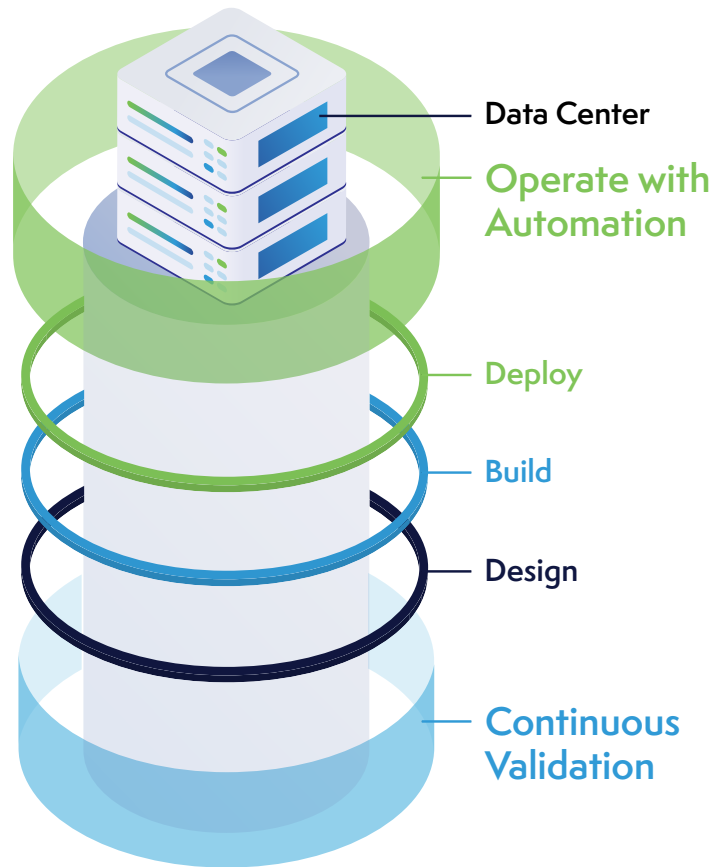 Data Center
Operate with
Automation
Deploy
Build
Design
Continuous
Validation